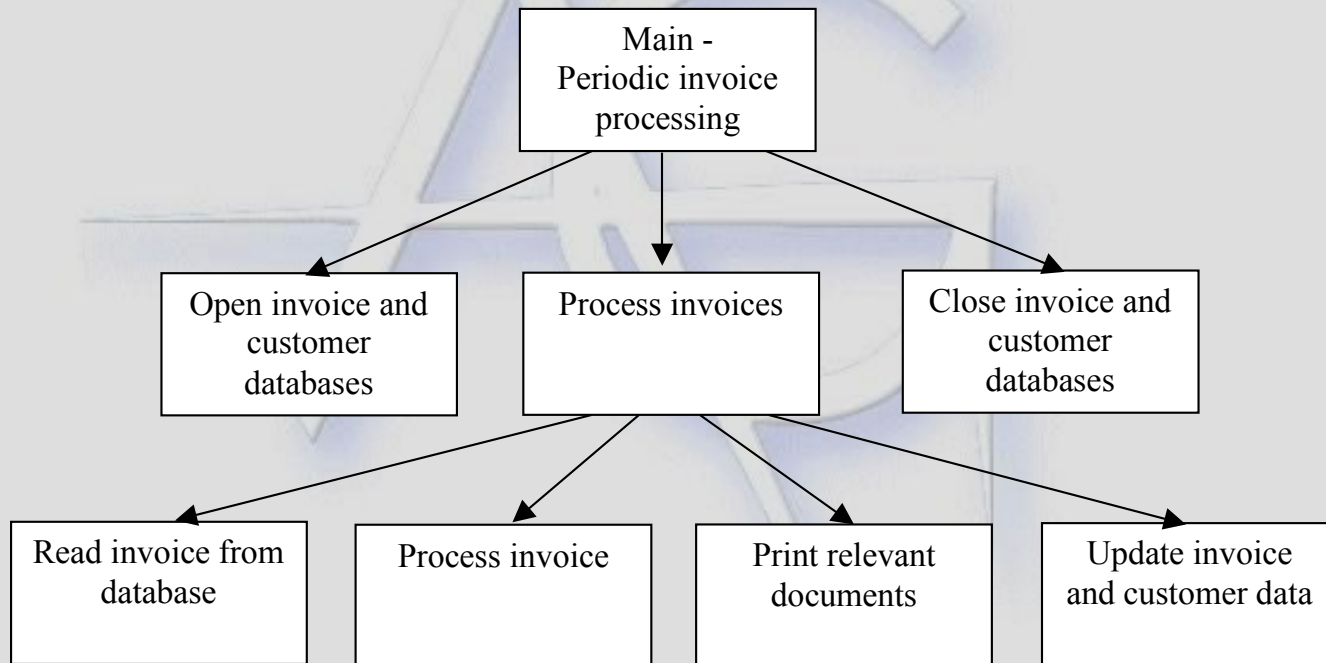 Main -
Periodic invoice
processing
Open invoice and
customer
databases
Process invoices
Close invoice and
customer
databases
Read invoice from
database
Process invoice
Print relevant
documents
Update invoice
and customer data